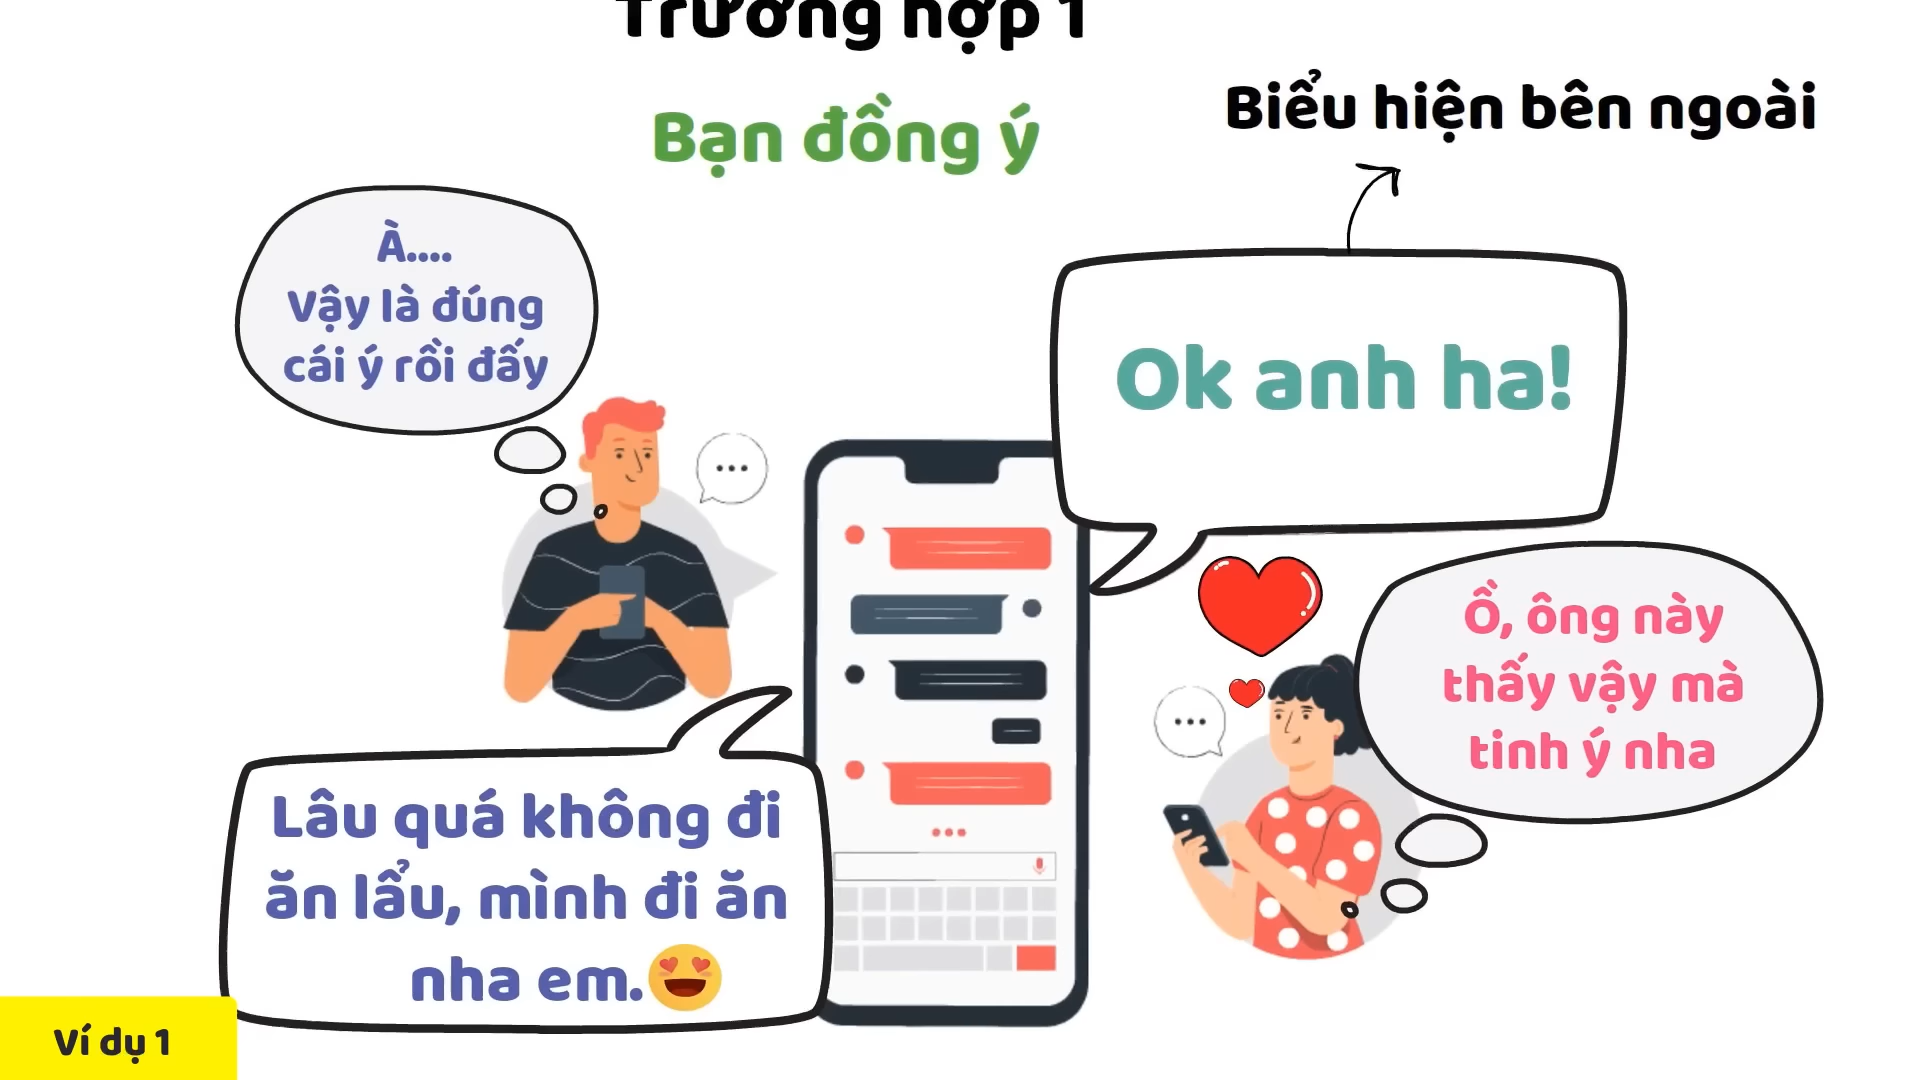 Trường hợp 1
Bạn đồng ý
Biểu hiện bên ngoài
À....
Vậy là đúng
cái ý rồi đấy
Ok anh ha!
Ồ, ông này
thấy vậy mà
tinh ý nha
Lâu quá không đi
ăn lẩu, mình đi ăn
nha em.
Ví dụ 1